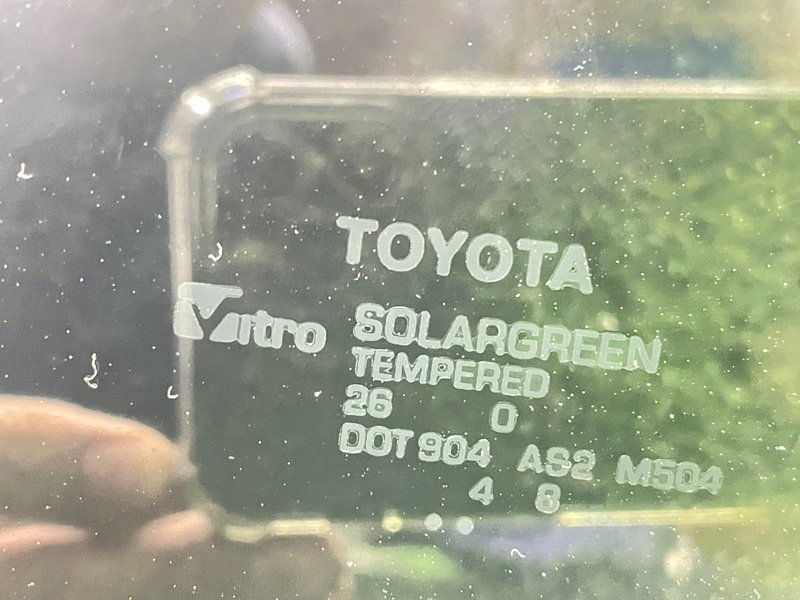 TOYOTA
Vitro SOLARGREEN
TEMPERED
26 0
DOT 904 AS2 M504
4 8